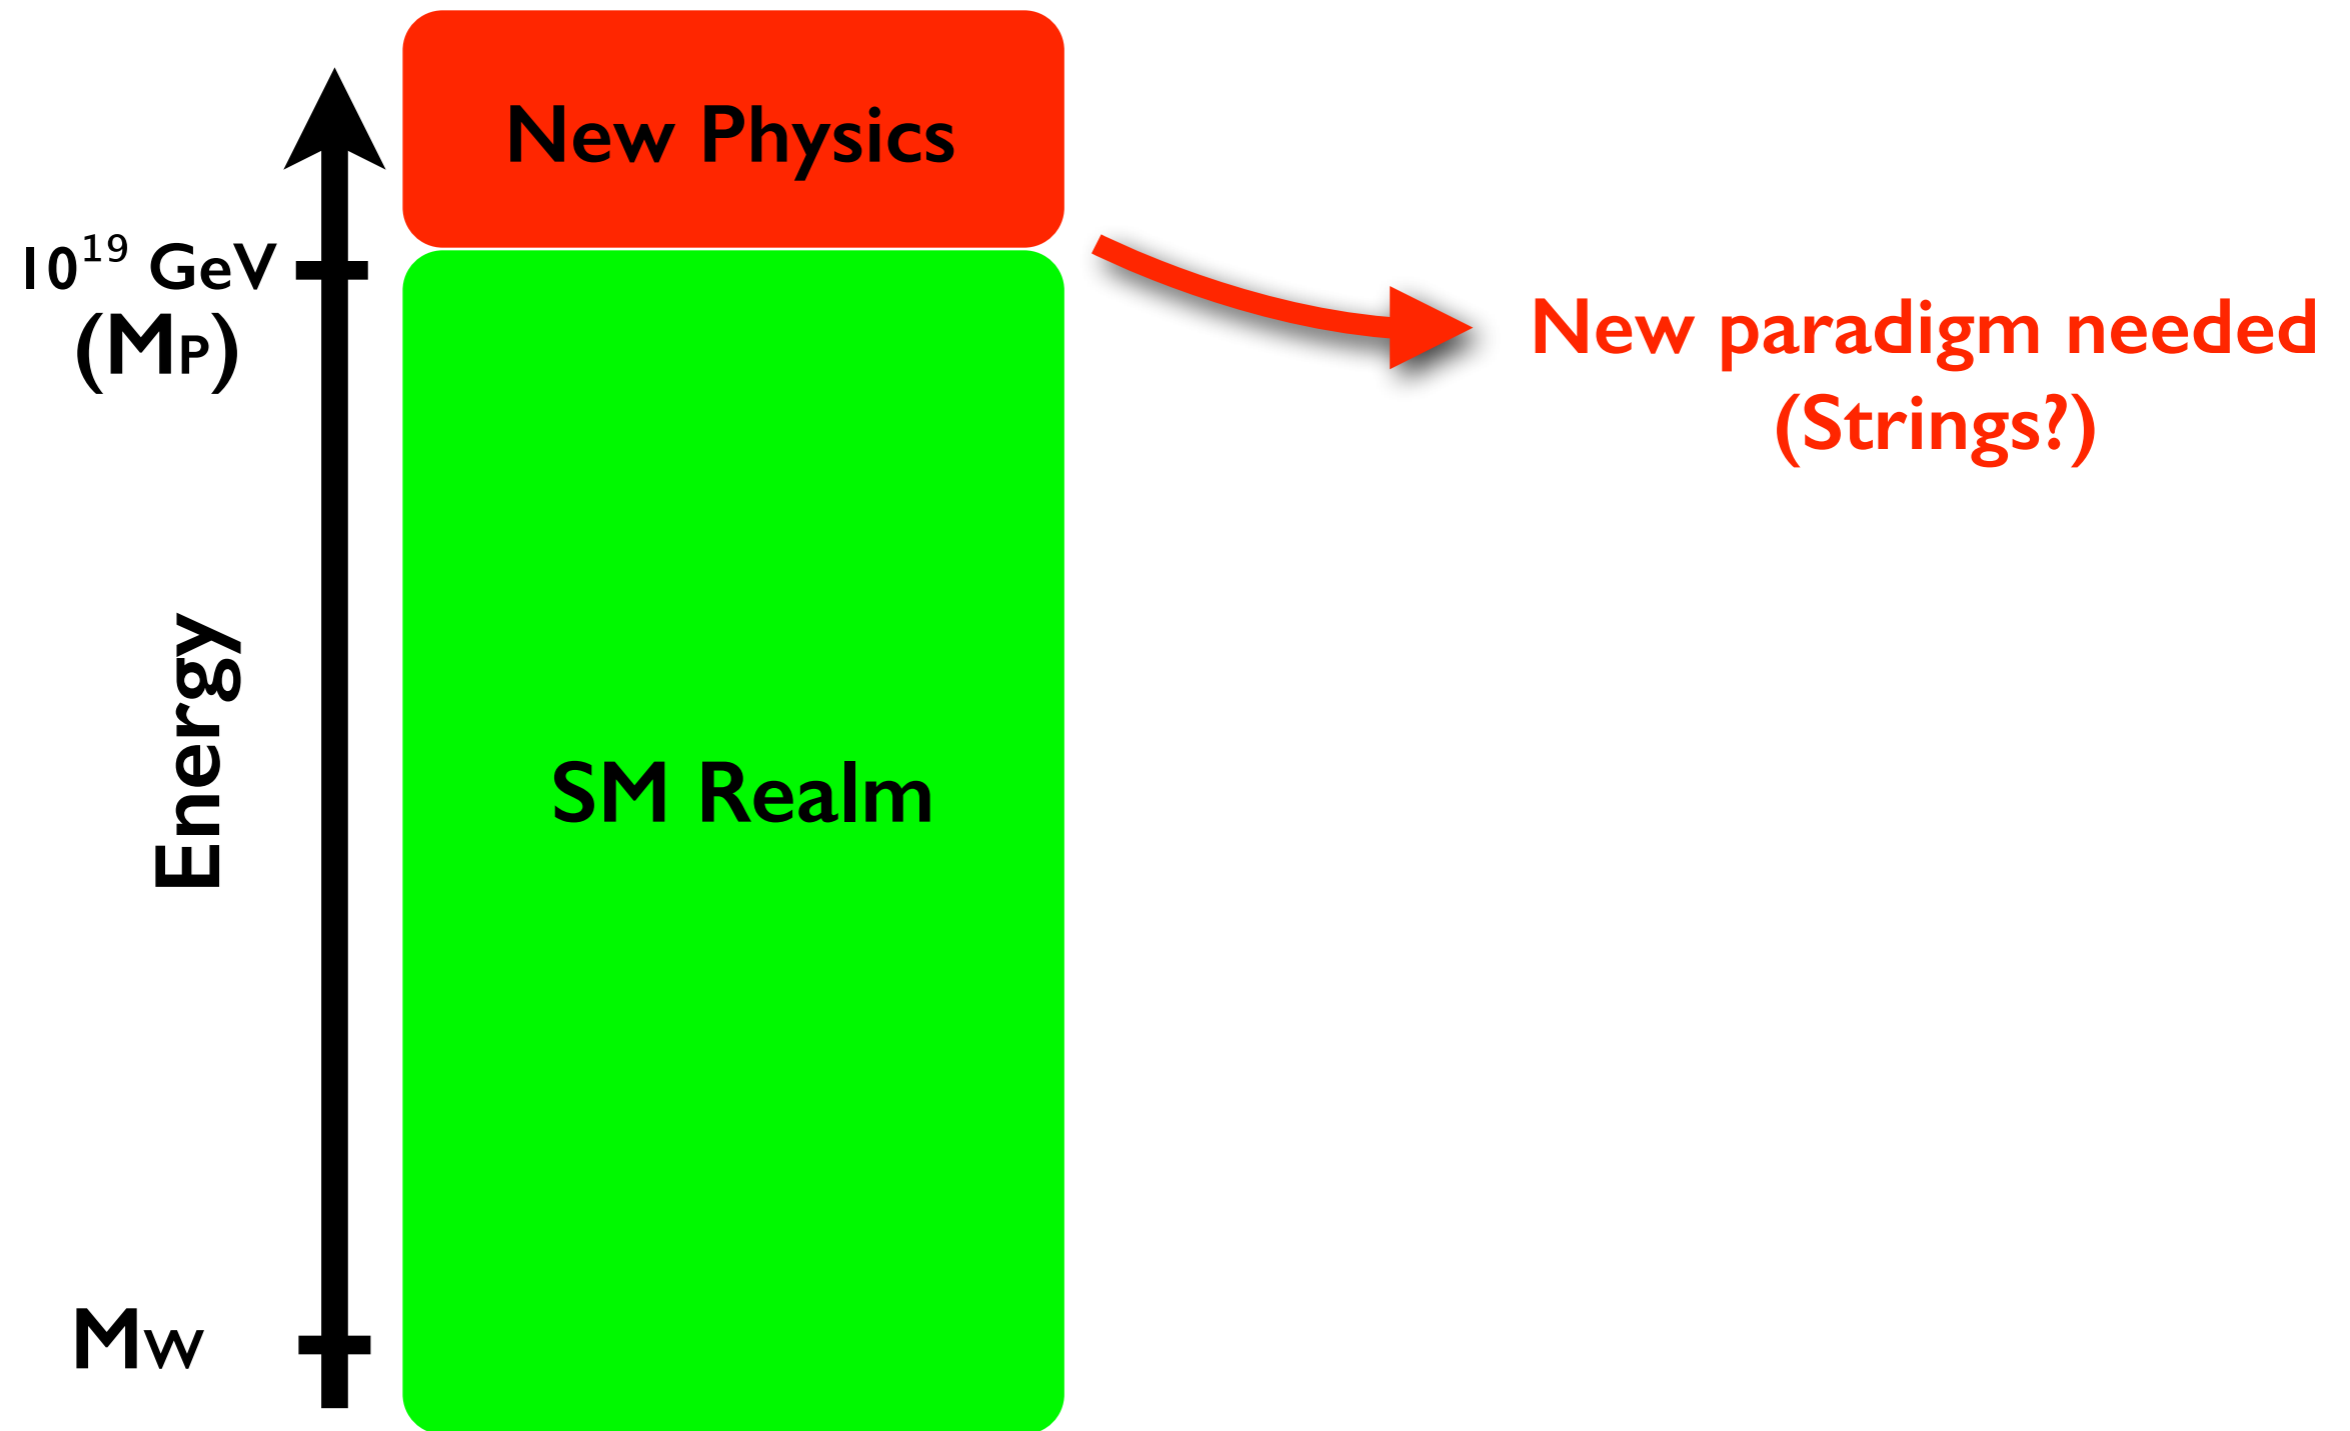 New Physics
10¹⁹ GeV
(MP)
New paradigm needed
(Strings?)
Energy
SM Realm
MW